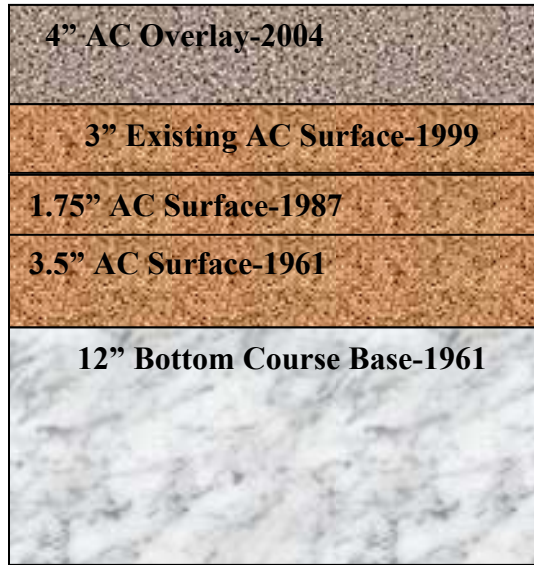 4” AC Overlay-2004
3” Existing AC Surface-1999
1.75” AC Surface-1987
3.5” AC Surface-1961
12” Bottom Course Base-1961